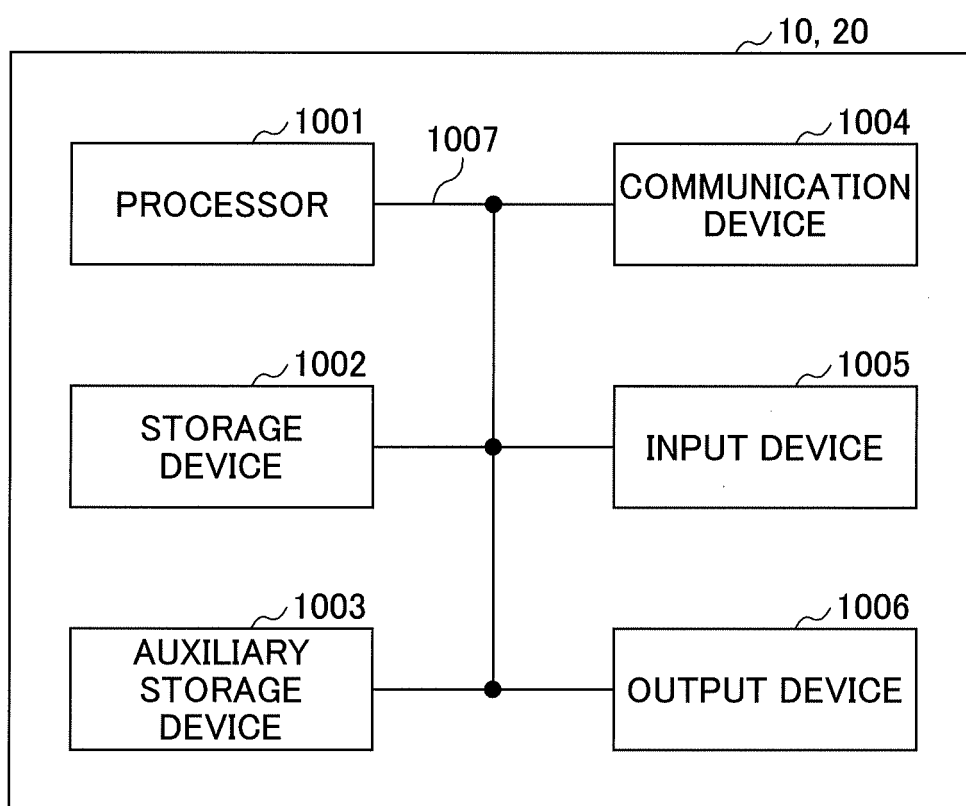 10, 20
1001
PROCESSOR
1007
1004
COMMUNICATION
DEVICE
1002
STORAGE
DEVICE
1005
INPUT DEVICE
1003
AUXILIARY
STORAGE
DEVICE
1006
OUTPUT DEVICE